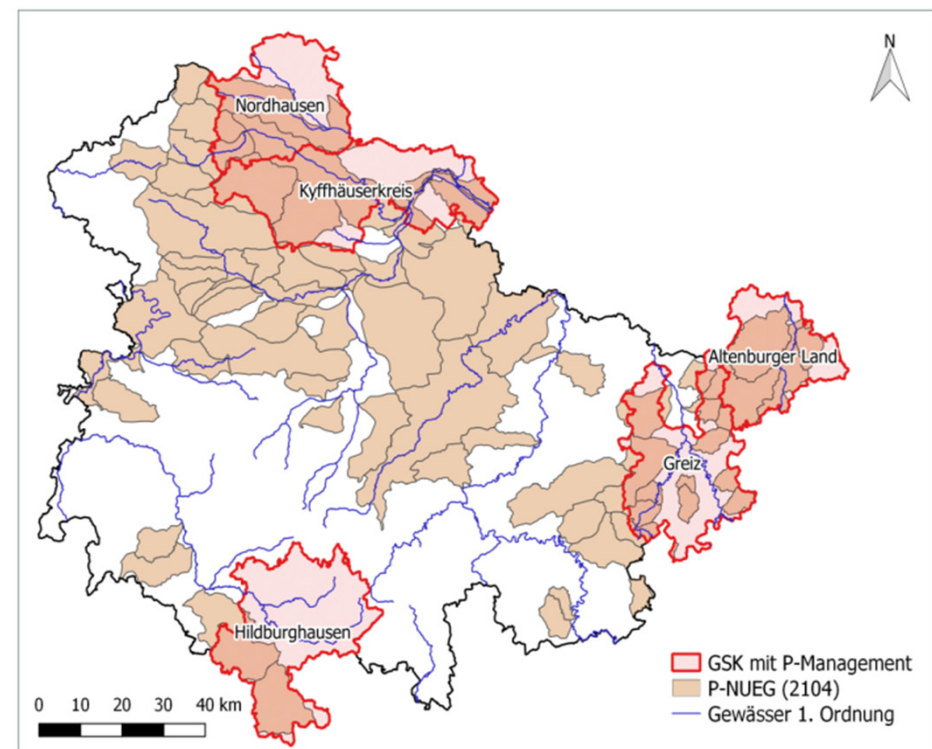 N
Nordhausen
Kyffhäuserkreis
Altenburger Land
Greiz
Hildburghausen
GSK mit P-Management
P-NUEG (2104)
Gewässer 1. Ordnung
0 10 20 30 40 km